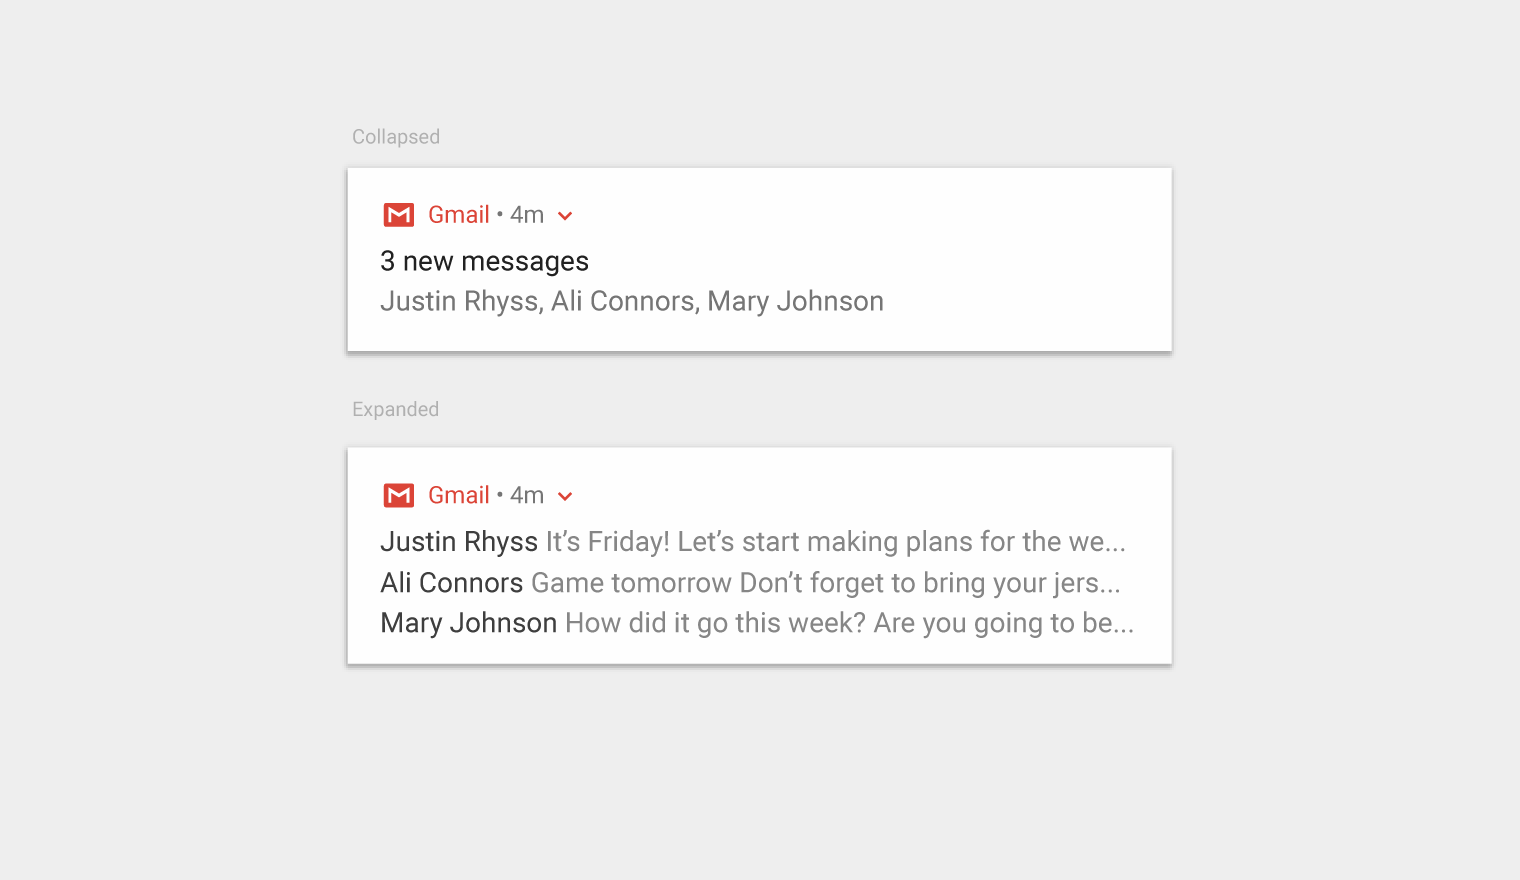 Collapsed
Gmail • 4m
3 new messages
Justin Rhyss, Ali Connors, Mary Johnson
Expanded
Gmail • 4m
Justin Rhyss It’s Friday! Let’s start making plans for the we...
Ali Connors Game tomorrow Don’t forget to bring your jers...
Mary Johnson How did it go this week? Are you going to be...